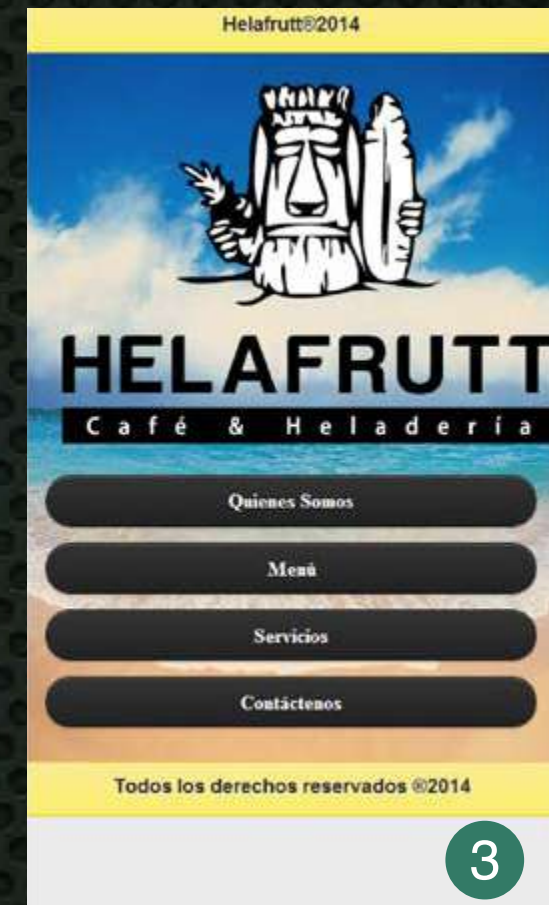 Helafrutt®2014
HELAFRUTT
Café & Heladería
Quienes Somos
Menú
Servicios
Contáctenos
Todos los derechos reservados ®2014
3